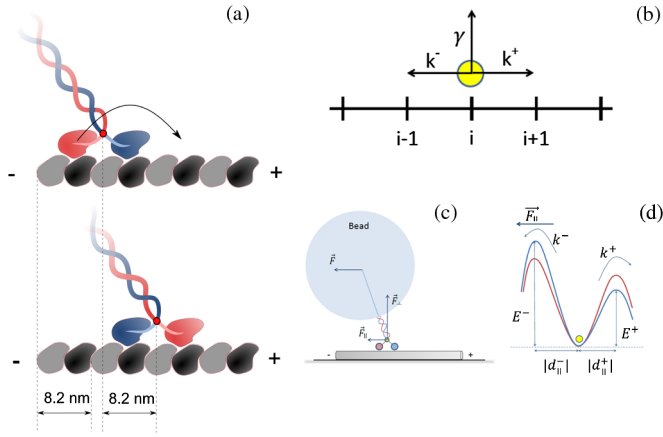 (a)
-
+
-
+
8.2 nm
8.2 nm
(b)
γ
k⁻
k⁺
i-1
i
i+1
(c)
Bead
F⃗
F⃗⊥
F⃗∥
-
+
(d)
F⃗∥
k⁻
k⁺
E⁻
E⁺
|d∥⁻|
|d∥⁺|